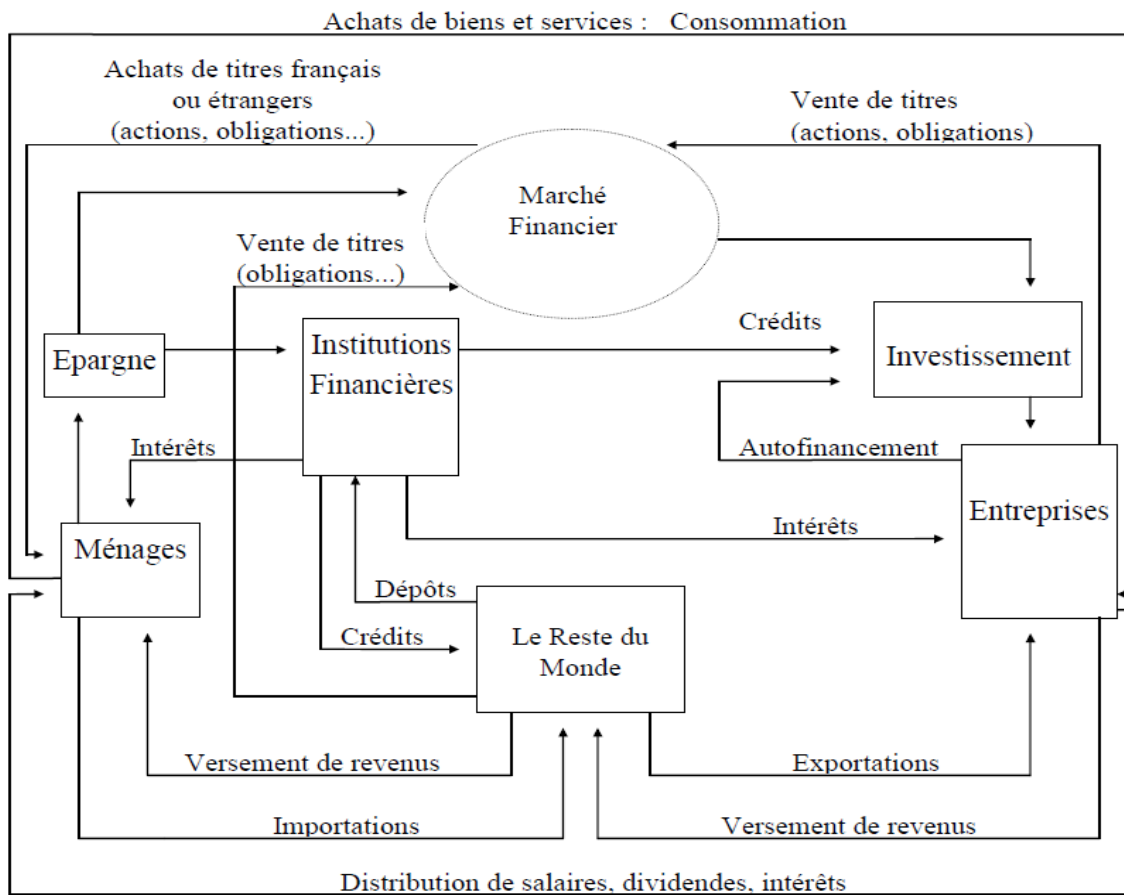 Achats de biens et services :   Consommation
Achats de titres français
ou étrangers
(actions, obligations...)
Vente de titres
(actions, obligations)
Marché
Financier
Vente de titres
(obligations...)
Crédits
Epargne
Institutions
Financières
Investissement
Intérêts
Autofinancement
Ménages
Entreprises
Intérêts
Dépôts
Crédits
Le Reste du
Monde
Versement de revenus
Exportations
Importations
Versement de revenus
Distribution de salaires, dividendes, intérêts